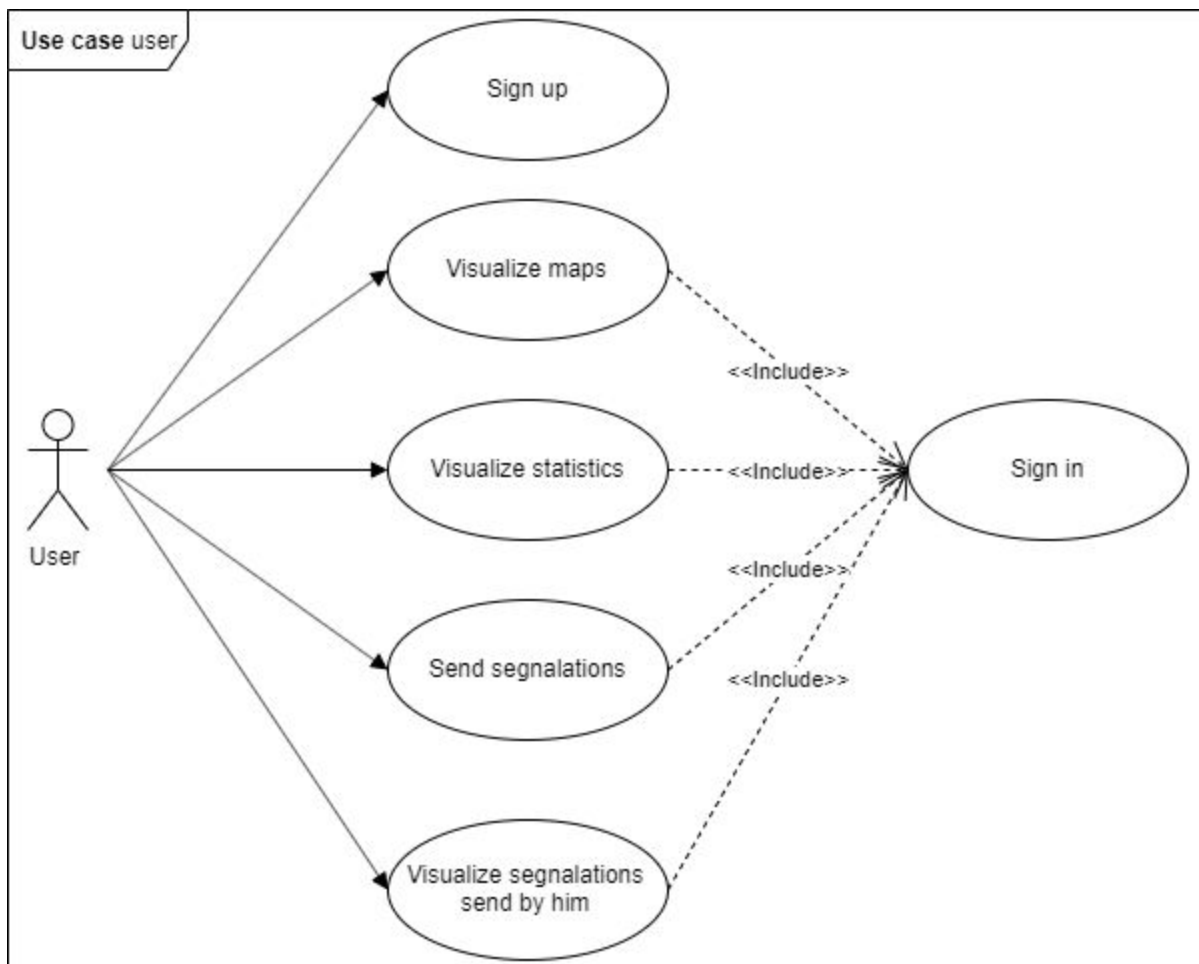 Use case user
Sign up
Visualize maps
<<Include>>
Visualize statistics
<<Include>>
Sign in
User
<<Include>>
Send segnalations
<<Include>>
Visualize segnalations
send by him